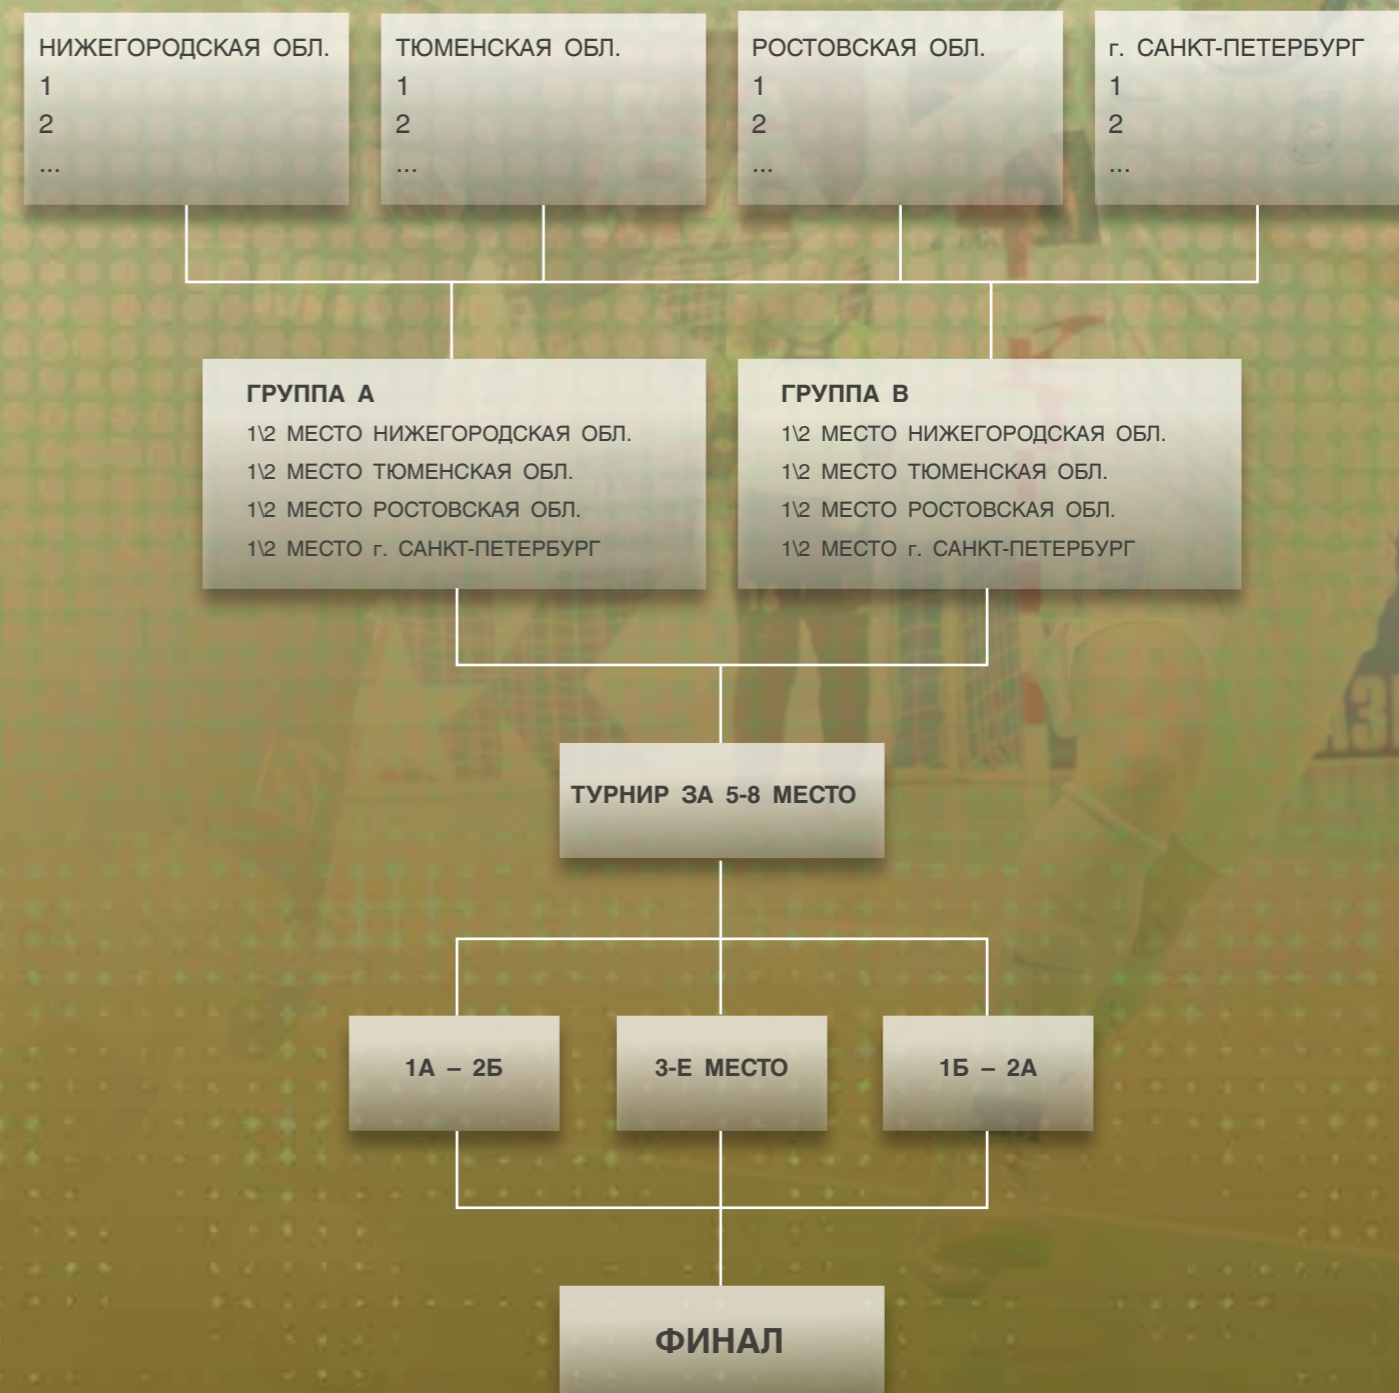 НИЖЕГОРОДСКАЯ ОБЛ.
1
2
...
ТЮМЕНСКАЯ ОБЛ.
1
2
...
РОСТОВСКАЯ ОБЛ.
1
2
...
г. САНКТ-ПЕТЕРБУРГ
1
2
...
ГРУППА А
1\2 МЕСТО НИЖЕГОРОДСКАЯ ОБЛ.
1\2 МЕСТО ТЮМЕНСКАЯ ОБЛ.
1\2 МЕСТО РОСТОВСКАЯ ОБЛ.
1\2 МЕСТО г. САНКТ-ПЕТЕРБУРГ
ГРУППА В
1\2 МЕСТО НИЖЕГОРОДСКАЯ ОБЛ.
1\2 МЕСТО ТЮМЕНСКАЯ ОБЛ.
1\2 МЕСТО РОСТОВСКАЯ ОБЛ.
1\2 МЕСТО г. САНКТ-ПЕТЕРБУРГ
ТУРНИР ЗА 5-8 МЕСТО
1А – 2Б
3-Е МЕСТО
1Б – 2А
ФИНАЛ